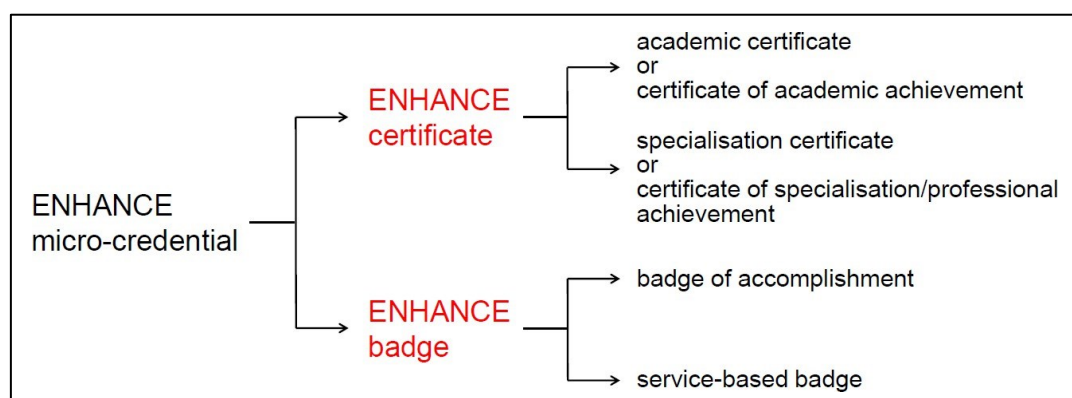 ENHANCE
micro-credential
ENHANCE
certificate
academic certificate
or
certificate of academic achievement
specialisation certificate
or
certificate of specialisation/professional
achievement
ENHANCE
badge
badge of accomplishment
service-based badge